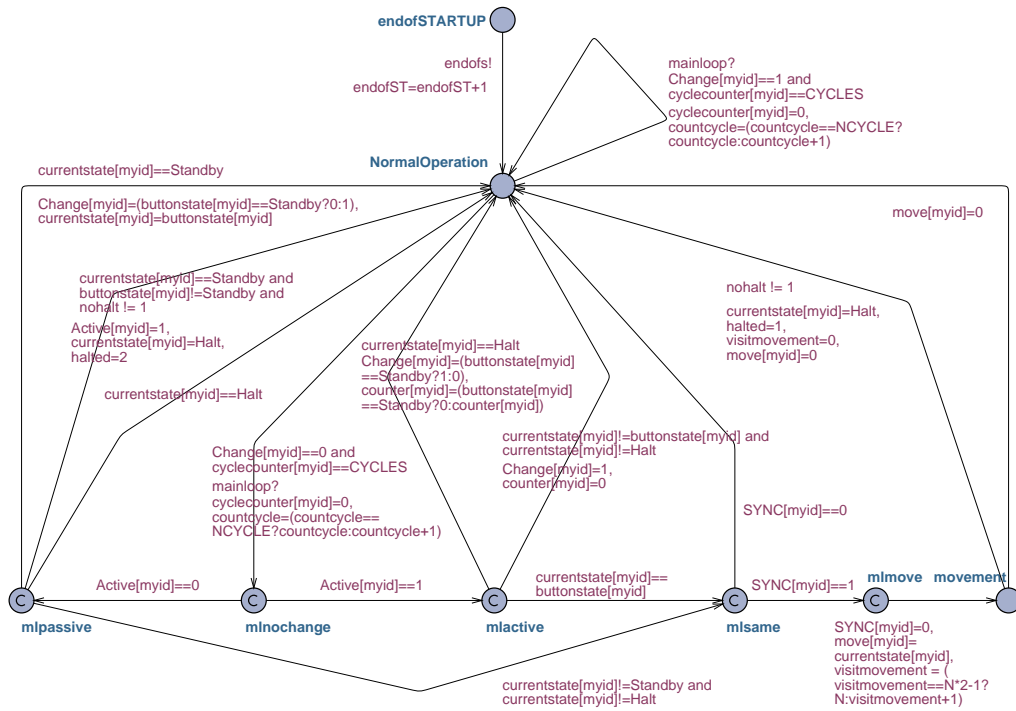 endofSTARTUP
endofs!
endofST=endofST+1
mainloop?
Change[myid]==1 and
cyclecounter[myid]==CYCLES
cyclecounter[myid]=0,
countcycle=(countcycle==NCYCLE?
countcycle:countcycle+1)
NormalOperation
currentstate[myid]==Standby
Change[myid]=(buttonstate[myid]==Standby?0:1),
currentstate[myid]=buttonstate[myid]
move[myid]=0
currentstate[myid]==Standby and
buttonstate[myid]!=Standby and
nohalt != 1
Active[myid]=1,
currentstate[myid]=Halt,
halted=2
nohalt != 1
currentstate[myid]=Halt,
halted=1,
visitmovement=0,
move[myid]=0
currentstate[myid]==Halt
Change[myid]=(buttonstate[myid]
==Standby?1:0),
counter[myid]=(buttonstate[myid]
==Standby?0:counter[myid])
currentstate[myid]==Halt
Change[myid]==0 and
cyclecounter[myid]==CYCLES
mainloop?
cyclecounter[myid]=0,
countcycle=(countcycle==
NCYCLE?countcycle:countcycle+1)
currentstate[myid]!=buttonstate[myid] and
currentstate[myid]!=Halt
Change[myid]=1,
counter[myid]=0
SYNC[myid]==0
Active[myid]==0
Active[myid]==1
currentstate[myid]==
buttonstate[myid]
SYNC[myid]==1
mlmove
movement
C
C
C
C
C
mlpassive
mlnochange
mlactive
mlsame
SYNC[myid]=0,
move[myid]=
currentstate[myid],
visitmovement = (
visitmovement==N*2-1?
N:visitmovement+1)
currentstate[myid]!=Standby and
currentstate[myid]!=Halt